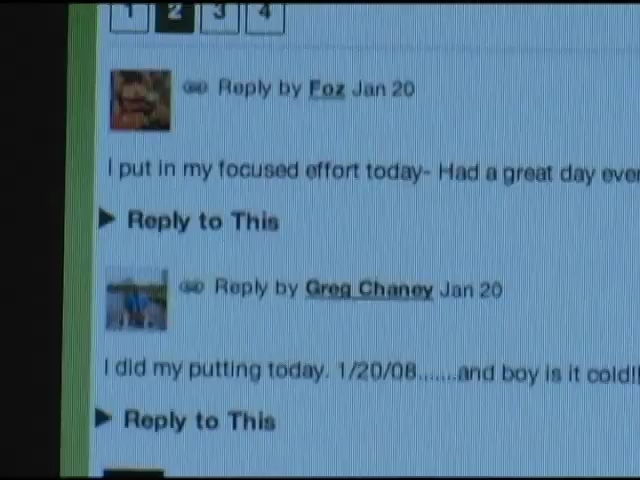 1 2 3 4
Reply by Foz Jan 20
I put in my focused effort today- Had a great day ever
Reply to This
Reply by Greg Chaney Jan 20
I did my putting today. 1/20/08.......and boy is it cold!!
Reply to This